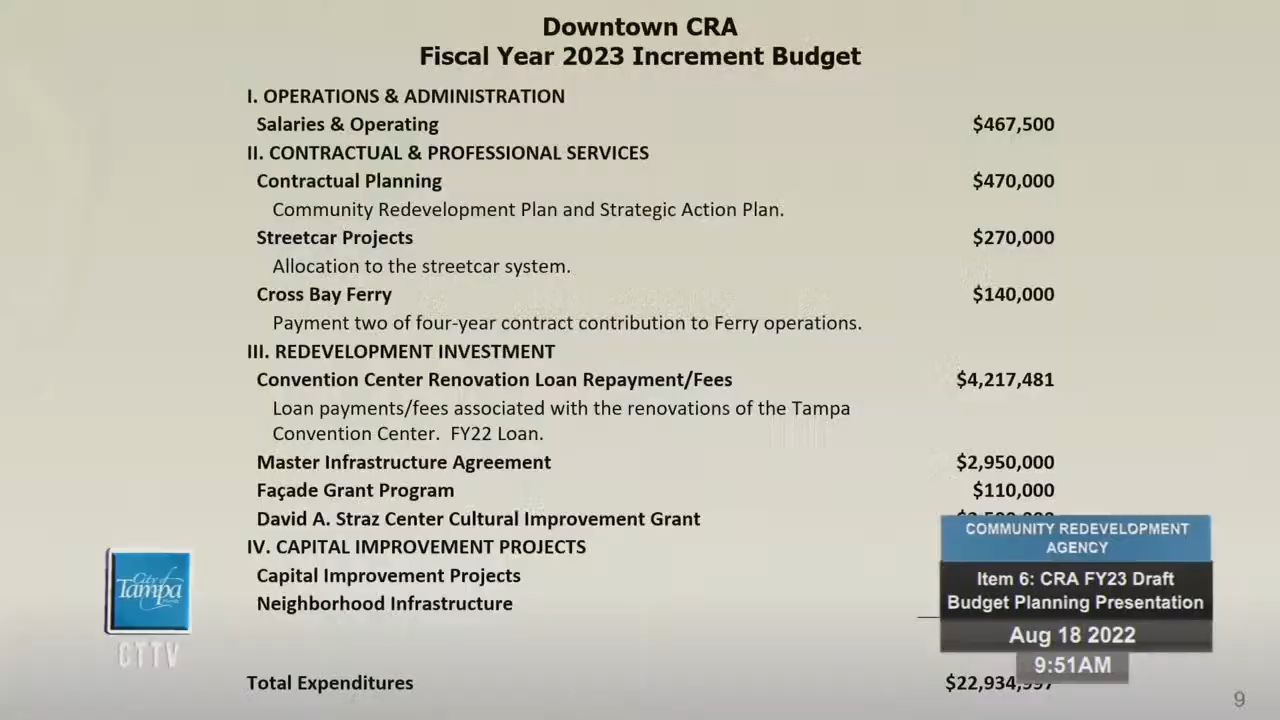 Downtown CRA
Fiscal Year 2023 Increment Budget
I. OPERATIONS & ADMINISTRATION
Salaries & Operating $467,500
II. CONTRACTUAL & PROFESSIONAL SERVICES
Contractual Planning $470,000
Community Redevelopment Plan and Strategic Action Plan.
Streetcar Projects $270,000
Allocation to the streetcar system.
Cross Bay Ferry $140,000
Payment two of four-year contract contribution to Ferry operations.
III. REDEVELOPMENT INVESTMENT
Convention Center Renovation Loan Repayment/Fees $4,217,481
Loan payments/fees associated with the renovations of the Tampa
Convention Center. FY22 Loan.
Master Infrastructure Agreement $2,950,000
Façade Grant Program $110,000
David A. Straz Center Cultural Improvement Grant
IV. CAPITAL IMPROVEMENT PROJECTS
Capital Improvement Projects
Neighborhood Infrastructure
Total Expenditures
COMMUNITY REDEVELOPMENT
AGENCY
Item 6: CRA FY23 Draft
Budget Planning Presentation
Aug 18 2022
9:51AM
City of
Tampa
CTTV
9